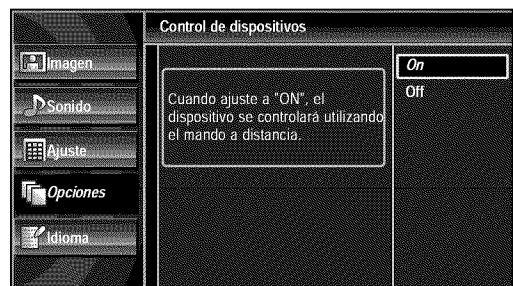 Control de dispositivos
Imagen
Sonido
Ajuste
Opciones
Idioma
Cuando ajuste a "ON", el
dispositivo se controlará utilizando
el mando a distancia.
On
Off